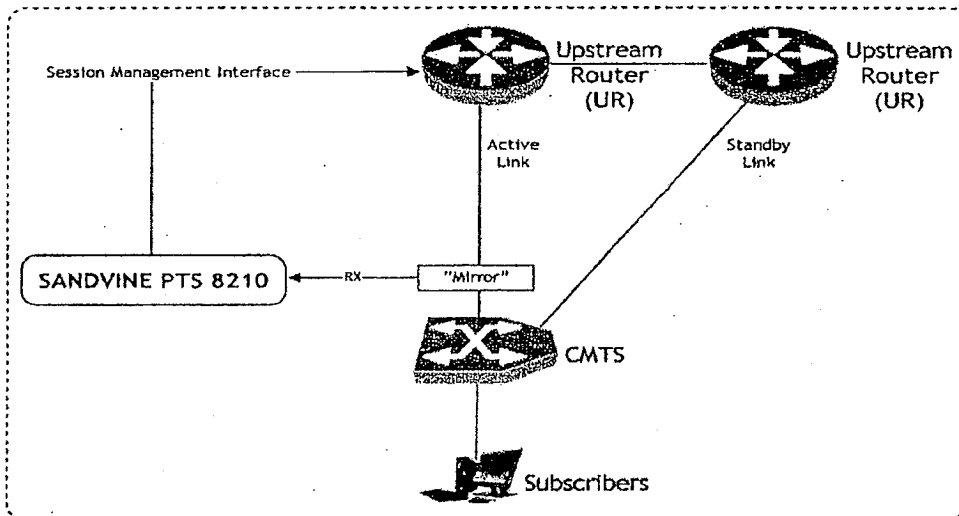 Upstream
Router
(UR)
Upstream
Router
(UR)
Session Management Interface
Active
Link
Standby
Link
SANDVINE PTS 8210
RX
"Mirror"
CMTS
Subscribers